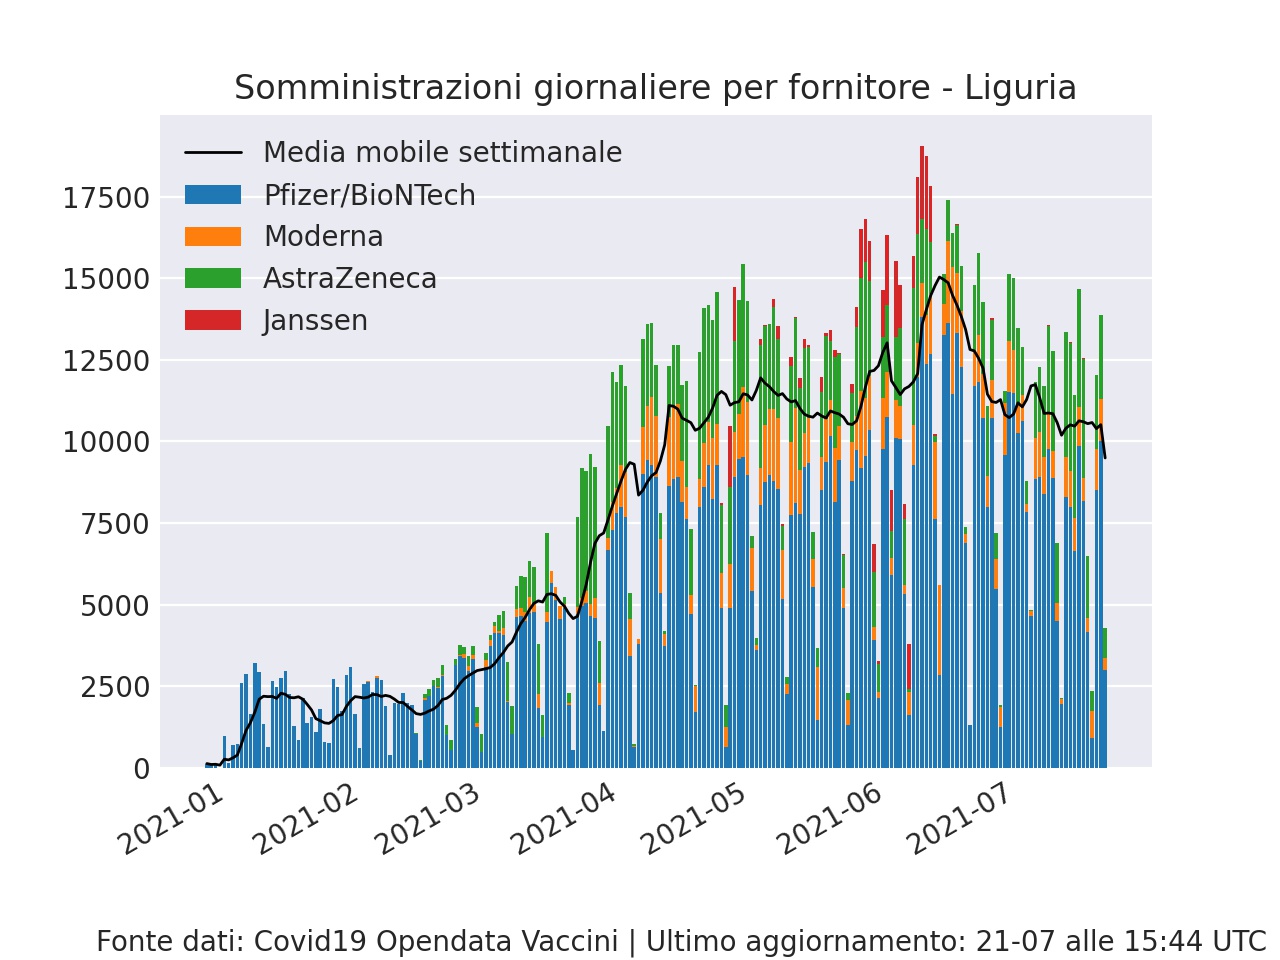 Somministrazioni giornaliere per fornitore - Liguria
Media mobile settimanale
Pfizer/BioNTech
Moderna
AstraZeneca
Janssen
17500
15000
12500
10000
7500
5000
2500
0
2021-01
2021-02
2021-03
2021-04
2021-05
2021-06
2021-07
Fonte dati: Covid19 Opendata Vaccini | Ultimo aggiornamento: 21-07 alle 15:44 UTC